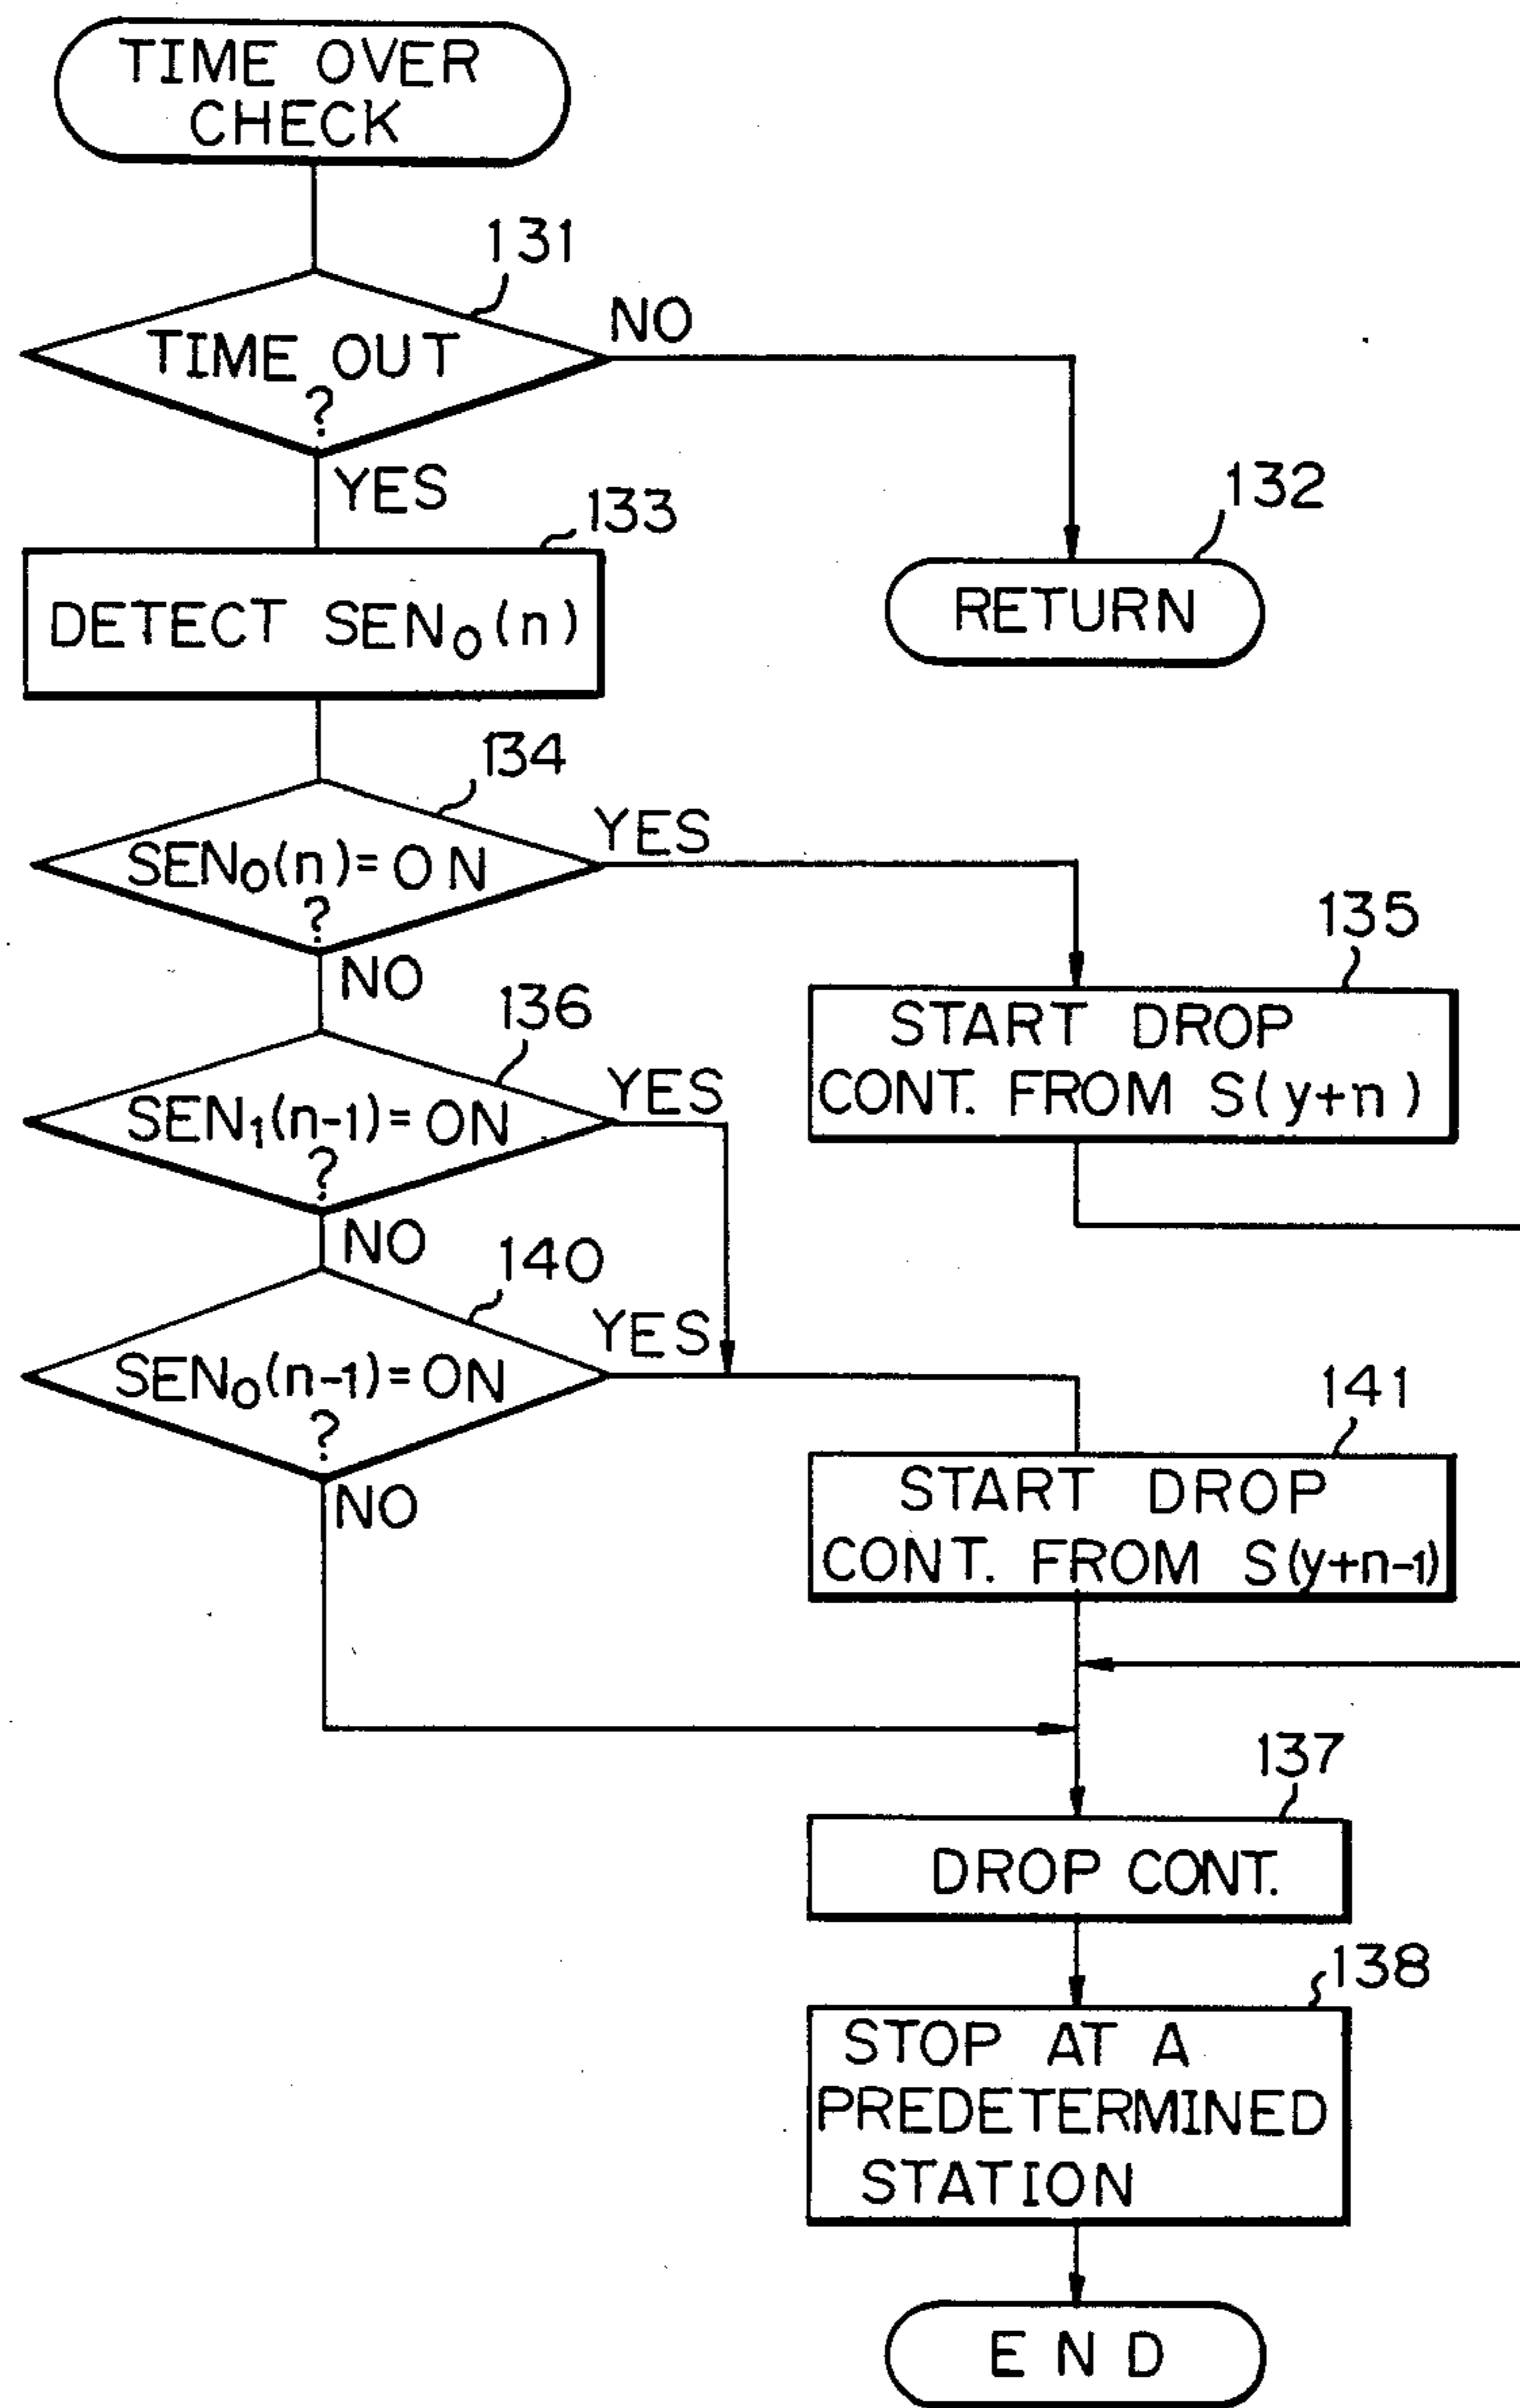 TIME OVER
CHECK
131
TIME OUT
?
NO
YES
132
RETURN
133
DETECT SEN₀(n)
134
SEN₀(n)=ON
?
YES
NO
135
START DROP
CONT. FROM S(y+n)
136
SEN₁(n-1)=ON
?
YES
NO
140
SEN₀(n-1)=ON
?
YES
NO
141
START DROP
CONT. FROM S(y+n-1)
137
DROP CONT.
138
STOP AT A
PREDETERMINED
STATION
END